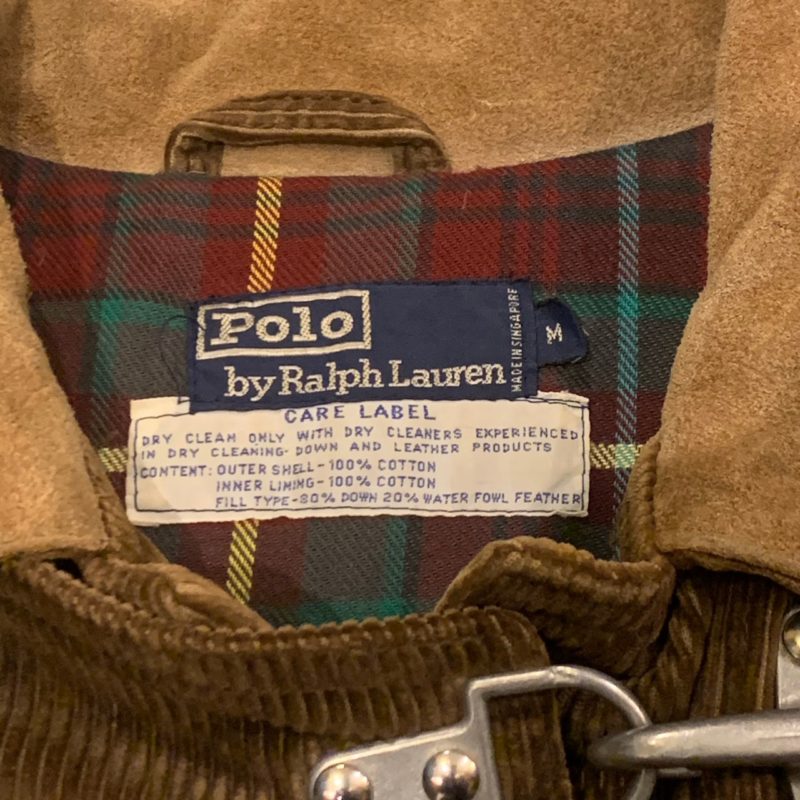 Polo
by Ralph Lauren
MADE IN SINGAPORE
M
CARE LABEL
DRY CLEAN ONLY WITH DRY CLEANERS EXPERIENCED
IN DRY CLEANING-DOWN AND LEATHER PRODUCTS
CONTENT: OUTER SHELL-100% COTTON
INNER LINING-100% COTTON
FILL TYPE-80% DOWN 20% WATER FOWL FEATHER